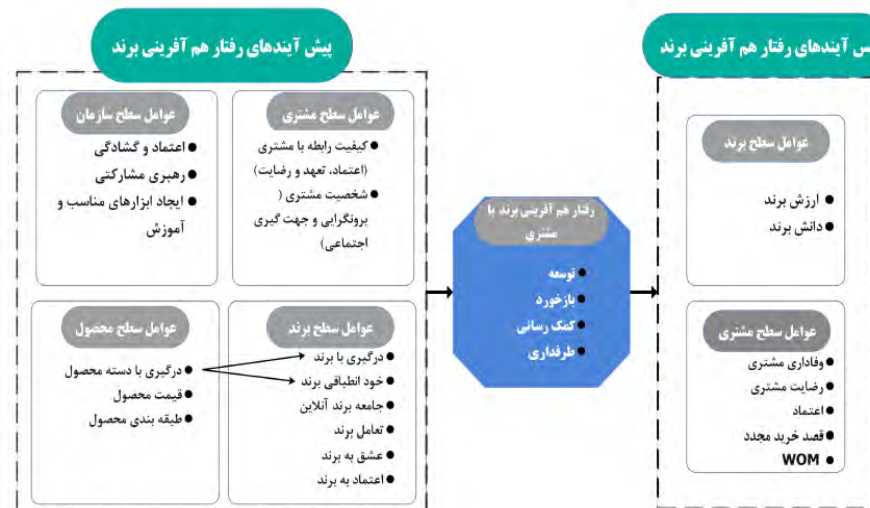 پیش آیندهای رفتار هم آفرینی برند
عوامل سطح مشتری
● کیفیت رابطه با مشتری
(اعتماد، تعهد و رضایت)
● شخصیت مشتری (
برونگرایی و جهت گیری
اجتماعی)
عوامل سطح سازمان
● اعتماد و گشادگی
● رهبری مشارکتی
● ایجاد ابزارهای مناسب و
آموزش
عوامل سطح برند
● درگیری با برند
● خود انطباقی برند
● جامعه برند آنلاین
● تعامل برند
● عشق به برند
● اعتماد به برند
عوامل سطح محصول
● درگیری با دسته محصول
● قیمت محصول
● طبقه بندی محصول
رفتار هم آفرینی برند با
مشتری
● توسعه
● بازخورد
● کمک رسانی
● طرفداری
س آیندهای رفتار هم آفرینی برند
عوامل سطح برند
● ارزش برند
● دانش برند
عوامل سطح مشتری
● وفاداری مشتری
● رضایت مشتری
● اعتماد
● قصد خرید مجدد
● WOM